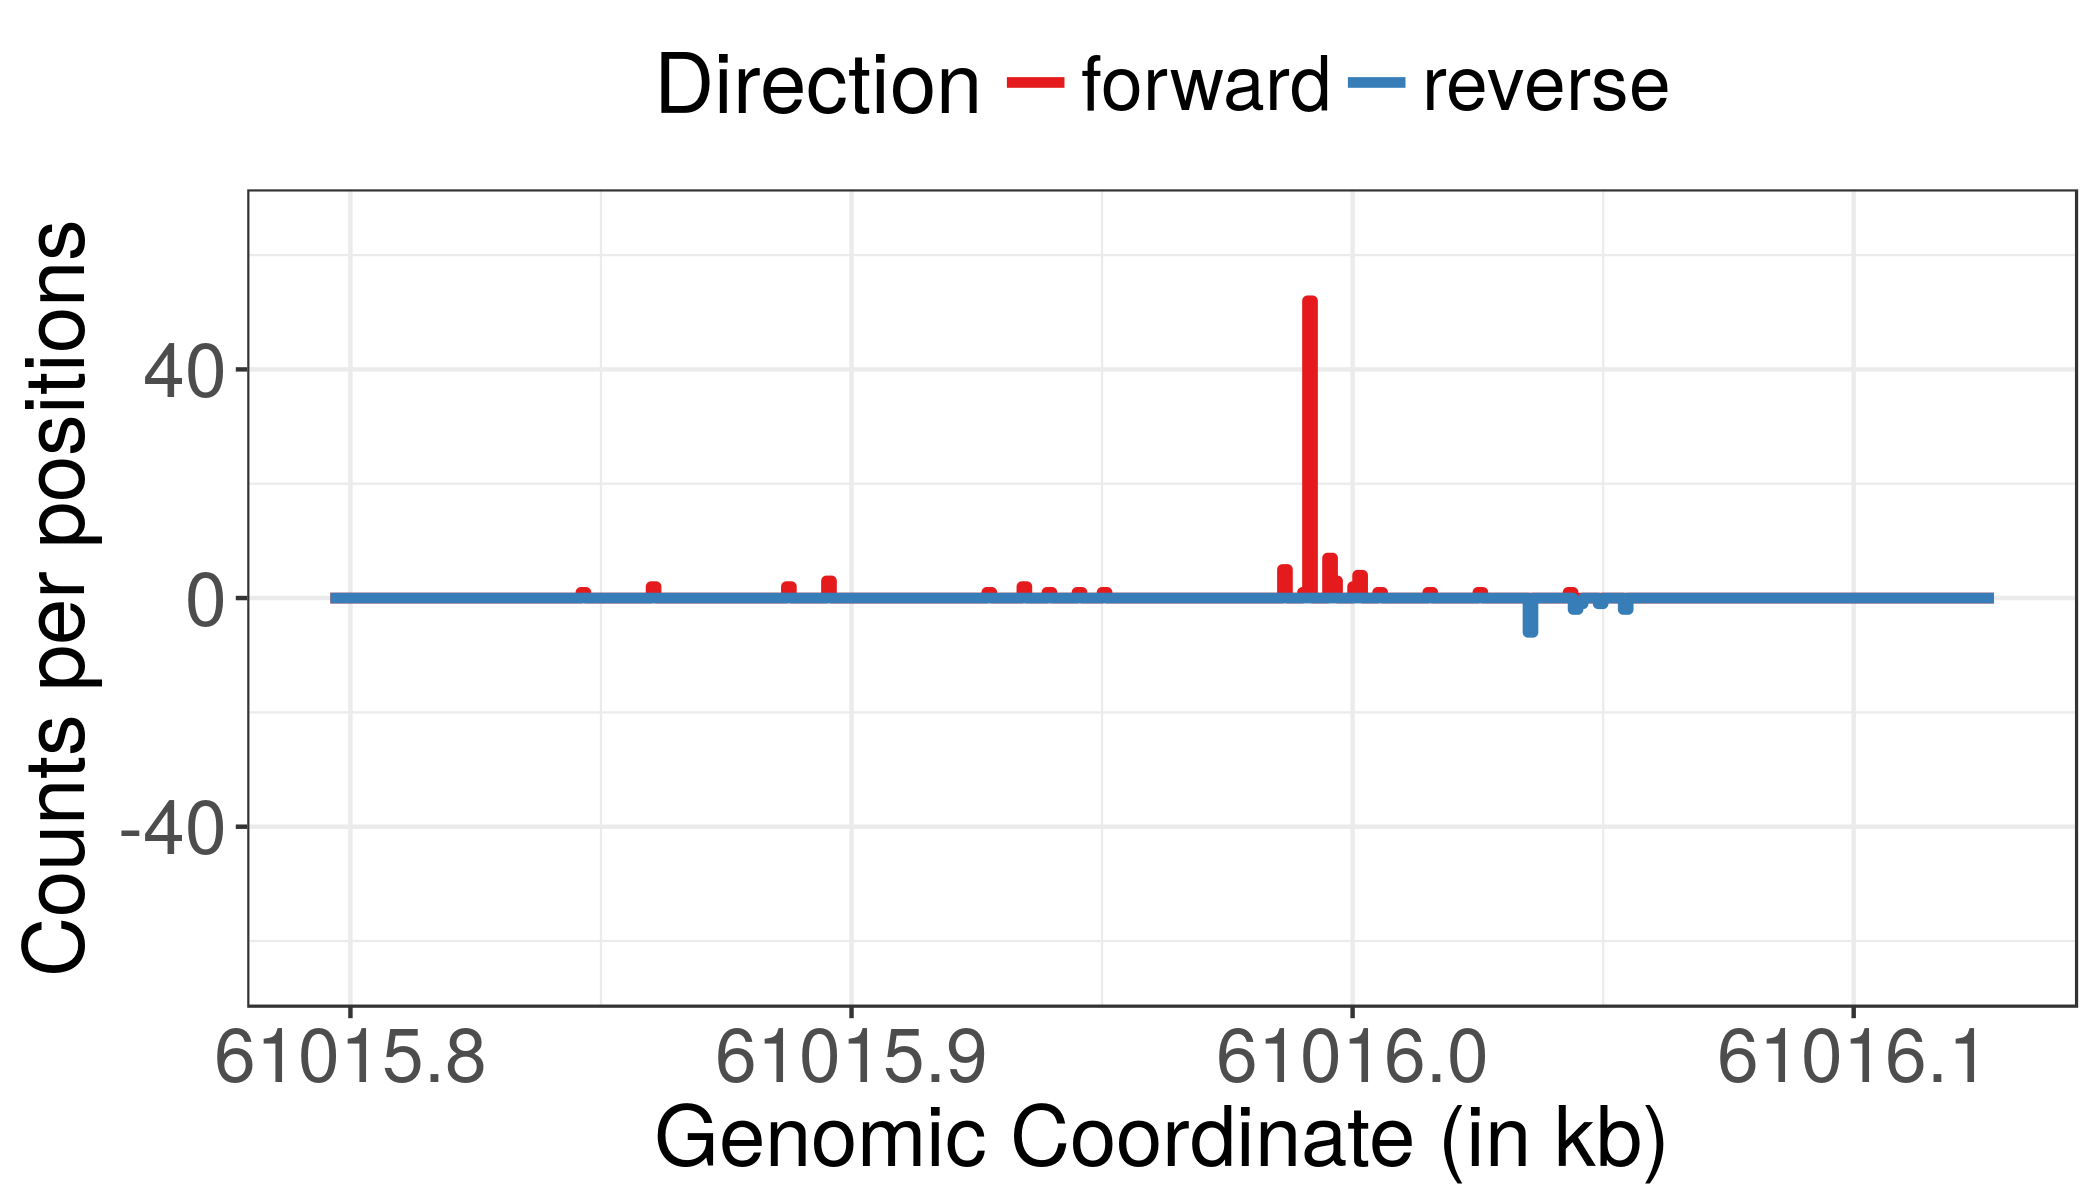 Direction forward reverse
Counts per positions
40
0
-40
61015.8 61015.9 61016.0 61016.1
Genomic Coordinate (in kb)